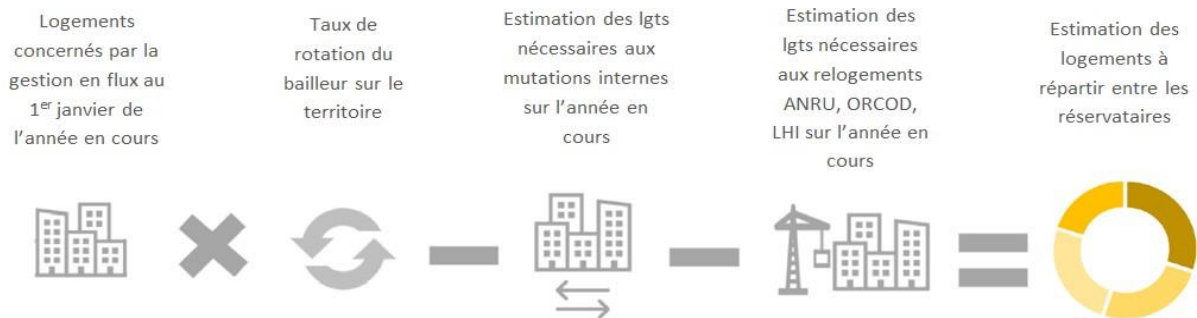 Logements
concernés par la
gestion en flux au
1er janvier de
l’année en cours
Taux de
rotation du
bailleur sur le
territoire
Estimation des lgts
nécessaires aux
mutations internes
sur l’année en
cours
Estimation des
lgts nécessaires
aux relogements
ANRU, ORCOD,
LHI sur l’année en
cours
Estimation des
logements à
répartir entre les
réservataires